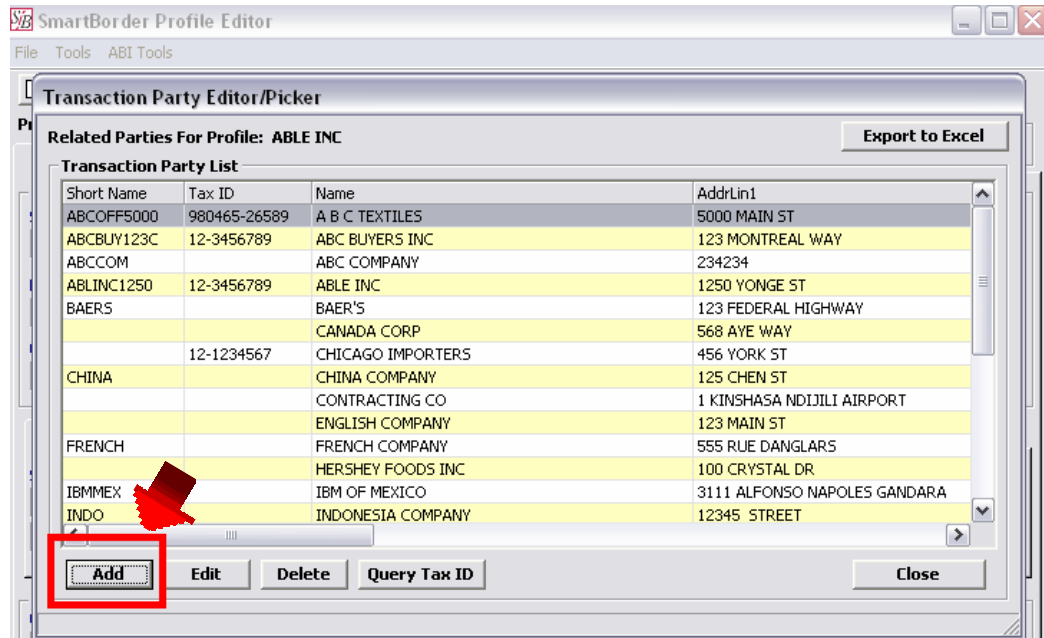 SB SmartBorder Profile Editor
File Tools ABI Tools
Transaction Party Editor/Picker
Related Parties For Profile: ABLE INC Export to Excel
Transaction Party List
Short Name Tax ID Name AddrLin1
ABCOFF5000 980465-26589 A B C TEXTILES 5000 MAIN ST
ABCBUY123C 12-3456789 ABC BUYERS INC 123 MONTREAL WAY
ABCCOM ABC COMPANY 234234
ABLINC1250 12-3456789 ABLE INC 1250 YONGE ST
BAERS BAER'S 123 FEDERAL HIGHWAY
CANADA CORP 568 AYE WAY
12-1234567 CHICAGO IMPORTERS 456 YORK ST
CHINA CHINA COMPANY 125 CHEN ST
CONTRACTING CO 1 KINSHASA NDIJILI AIRPORT
ENGLISH COMPANY 123 MAIN ST
FRENCH FRENCH COMPANY 555 RUE DANGLARS
HERSHEY FOODS INC 100 CRYSTAL DR
IBMMEX IBM OF MEXICO 3111 ALFONSO NAPOLES GANDARA
INDO INDONESIA COMPANY 12345 STREET
Add Edit Delete Query Tax ID Close